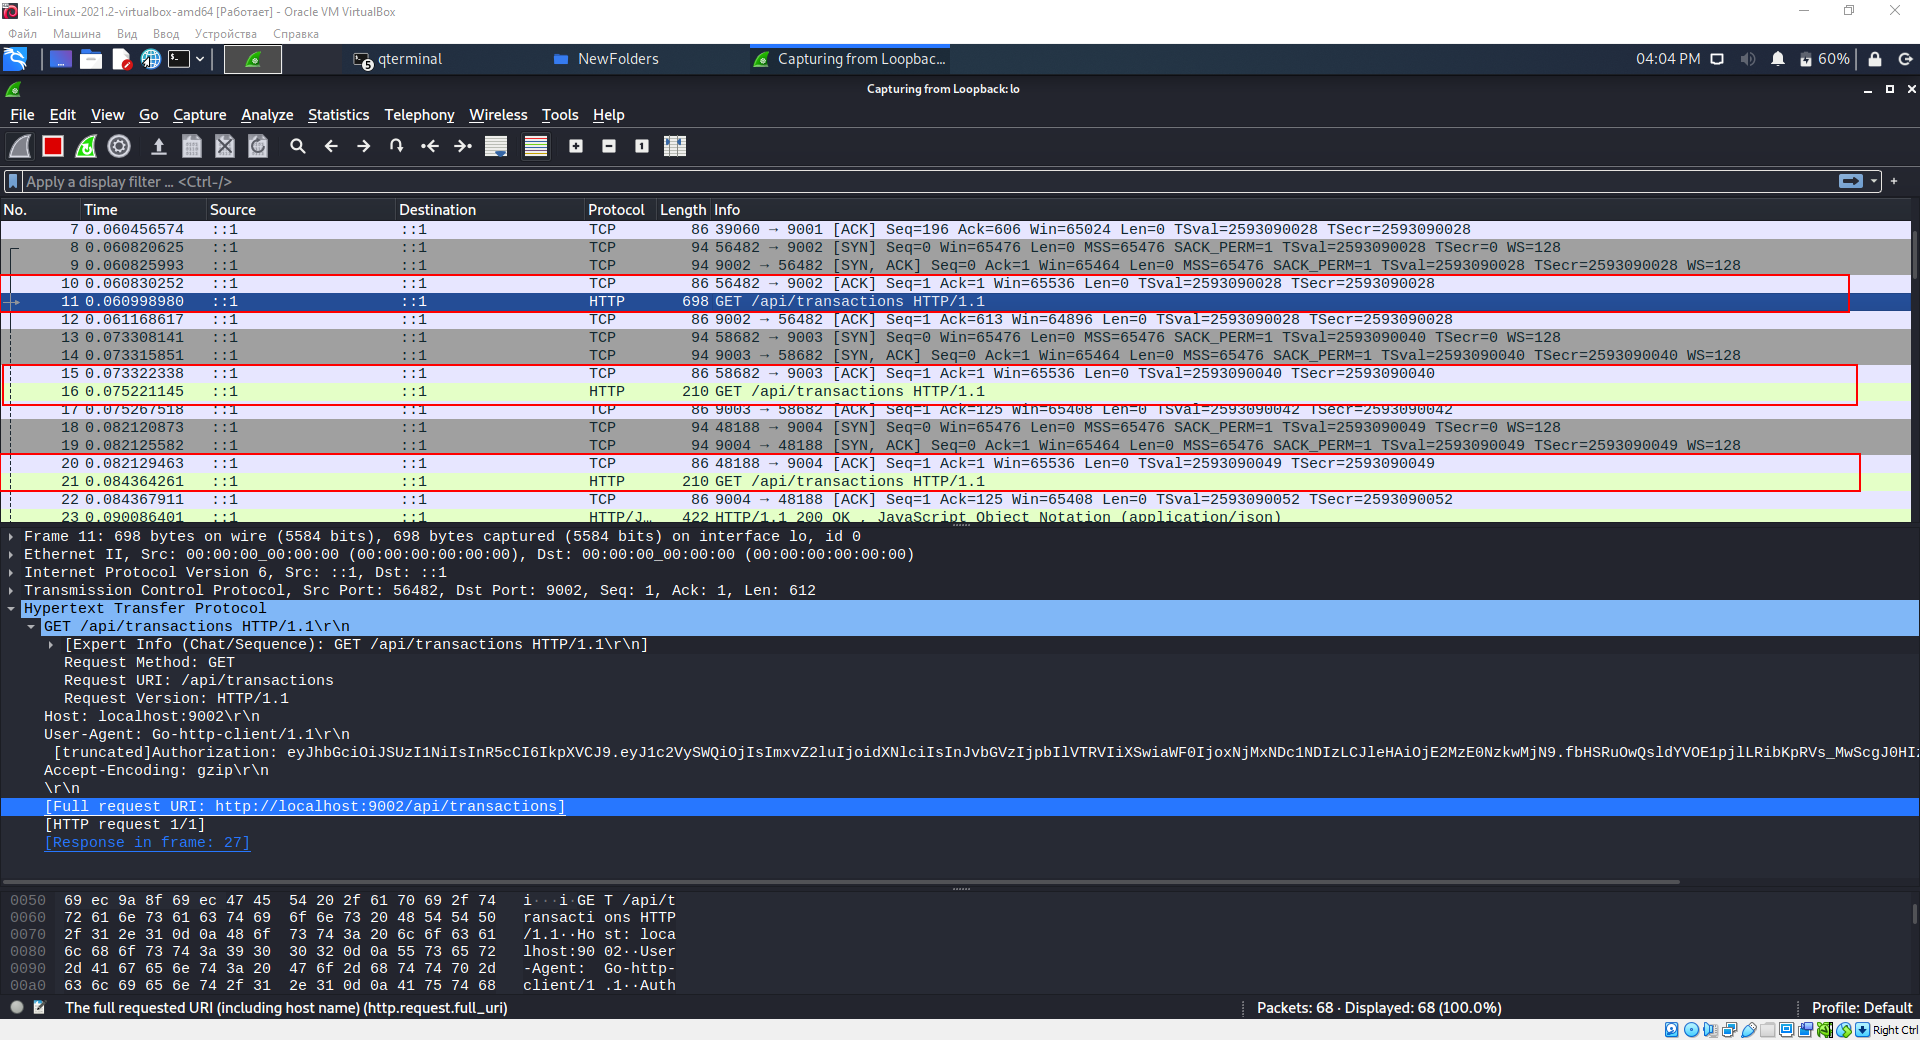 Kali-Linux-2021.2-virtualbox-amd64 [Работает] - Oracle VM VirtualBox
Файл Машина Вид Ввод Устройства Справка
5 qterminal NewFolders Capturing from Loopbac... 04:04 PM 60%
Capturing from Loopback: lo
File Edit View Go Capture Analyze Statistics Telephony Wireless Tools Help
Apply a display filter ... <Ctrl-/>
No. Time Source Destination Protocol Length Info
7 0.060456574 ::1 ::1 TCP 86 39060 → 9001 [ACK] Seq=196 Ack=606 Win=65024 Len=0 TSval=2593090028 TSecr=2593090028
8 0.060820625 ::1 ::1 TCP 94 56482 → 9002 [SYN] Seq=0 Win=65476 Len=0 MSS=65476 SACK_PERM=1 TSval=2593090028 TSecr=0 WS=128
9 0.060825993 ::1 ::1 TCP 94 9002 → 56482 [SYN, ACK] Seq=0 Ack=1 Win=65464 Len=0 MSS=65476 SACK_PERM=1 TSval=2593090028 TSecr=2593090028 WS=128
10 0.060830252 ::1 ::1 TCP 86 56482 → 9002 [ACK] Seq=1 Ack=1 Win=65536 Len=0 TSval=2593090028 TSecr=2593090028
11 0.060998980 ::1 ::1 HTTP 698 GET /api/transactions HTTP/1.1
12 0.061168617 ::1 ::1 TCP 86 9002 → 56482 [ACK] Seq=1 Ack=613 Win=64896 Len=0 TSval=2593090028 TSecr=2593090028
13 0.073308141 ::1 ::1 TCP 94 58682 → 9003 [SYN] Seq=0 Win=65476 Len=0 MSS=65476 SACK_PERM=1 TSval=2593090040 TSecr=0 WS=128
14 0.073315851 ::1 ::1 TCP 94 9003 → 58682 [SYN, ACK] Seq=0 Ack=1 Win=65464 Len=0 MSS=65476 SACK_PERM=1 TSval=2593090040 TSecr=2593090040 WS=128
15 0.073322338 ::1 ::1 TCP 86 58682 → 9003 [ACK] Seq=1 Ack=1 Win=65536 Len=0 TSval=2593090040 TSecr=2593090040
16 0.075221145 ::1 ::1 HTTP 210 GET /api/transactions HTTP/1.1
17 0.075267518 ::1 ::1 TCP 86 9003 → 58682 [ACK] Seq=1 Ack=125 Win=65408 Len=0 TSval=2593090042 TSecr=2593090042
18 0.082120873 ::1 ::1 TCP 94 48188 → 9004 [SYN] Seq=0 Win=65476 Len=0 MSS=65476 SACK_PERM=1 TSval=2593090049 TSecr=0 WS=128
19 0.082125582 ::1 ::1 TCP 94 9004 → 48188 [SYN, ACK] Seq=0 Ack=1 Win=65464 Len=0 MSS=65476 SACK_PERM=1 TSval=2593090049 TSecr=2593090049 WS=128
20 0.082129463 ::1 ::1 TCP 86 48188 → 9004 [ACK] Seq=1 Ack=1 Win=65536 Len=0 TSval=2593090049 TSecr=2593090049
21 0.084364261 ::1 ::1 HTTP 210 GET /api/transactions HTTP/1.1
22 0.084367911 ::1 ::1 TCP 86 9004 → 48188 [ACK] Seq=1 Ack=125 Win=65408 Len=0 TSval=2593090052 TSecr=2593090052
23 0.090086401 ::1 ::1 HTTP/J… 422 HTTP/1.1 200 OK , JavaScript Object Notation (application/json)
Frame 11: 698 bytes on wire (5584 bits), 698 bytes captured (5584 bits) on interface lo, id 0
Ethernet II, Src: 00:00:00_00:00:00 (00:00:00:00:00:00), Dst: 00:00:00_00:00:00 (00:00:00:00:00:00)
Internet Protocol Version 6, Src: ::1, Dst: ::1
Transmission Control Protocol, Src Port: 56482, Dst Port: 9002, Seq: 1, Ack: 1, Len: 612
Hypertext Transfer Protocol
GET /api/transactions HTTP/1.1\r\n
[Expert Info (Chat/Sequence): GET /api/transactions HTTP/1.1\r\n]
Request Method: GET
Request URI: /api/transactions
Request Version: HTTP/1.1
Host: localhost:9002\r\n
User-Agent: Go-http-client/1.1\r\n
[truncated]Authorization: eyJhbGciOiJSUzI1NiIsInR5cCI6IkpXVCJ9.eyJ1c2VySWQiOjIsImxvZ2luIjoidXNlciIsInJvbGVzIjpbIlVTRVIiXSwiaWF0IjoxNjMxNDc1NDIzLCJleHAiOjE2MzE0NzkwMjN9.fbHSRuOwQsldYVOE1pjlLRibKpRVs_MwScgJ0HI
Accept-Encoding: gzip\r\n
\r\n
[Full request URI: http://localhost:9002/api/transactions]
[HTTP request 1/1]
[Response in frame: 27]
0050 69 ec 9a 8f 69 ec 47 45 54 20 2f 61 70 69 2f 74 i···i·GE T /api/t
0060 72 61 6e 73 61 63 74 69 6f 6e 73 20 48 54 54 50 ransacti ons HTTP
0070 2f 31 2e 31 0d 0a 48 6f 73 74 3a 20 6c 6f 63 61 /1.1··Ho st: loca
0080 6c 68 6f 73 74 3a 39 30 30 32 0d 0a 55 73 65 72 lhost:90 02··User
0090 2d 41 67 65 6e 74 3a 20 47 6f 2d 68 74 74 70 2d -Agent: Go-http-
00a0 63 6c 69 65 6e 74 2f 31 2e 31 0d 0a 41 75 74 68 client/1 .1··Auth
The full requested URI (including host name) (http.request.full_uri) Packets: 68 · Displayed: 68 (100.0%) Profile: Default
Right Ctrl